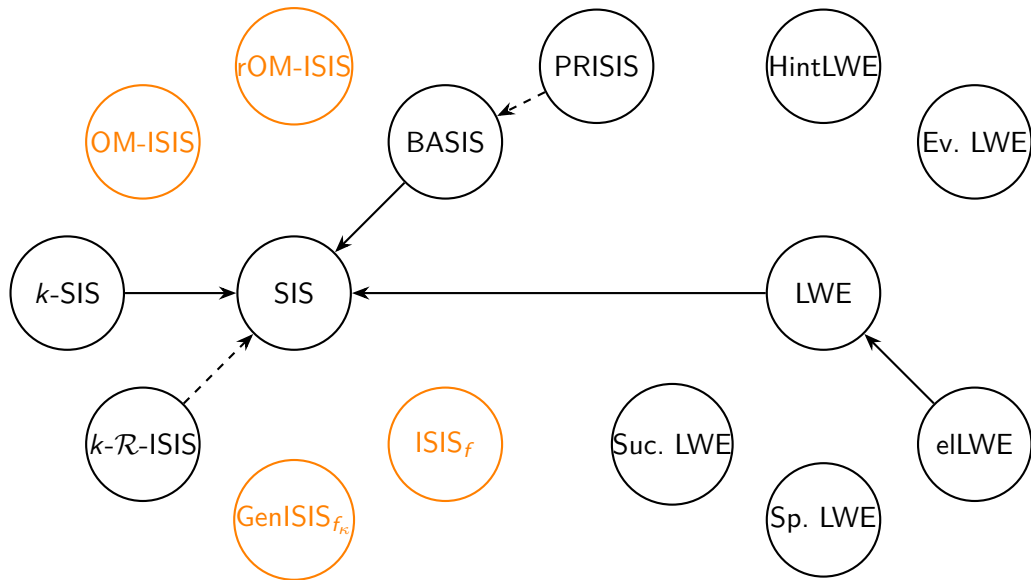 rOM-ISIS
PRISIS
HintLWE
OM-ISIS
BASIS
Ev. LWE
k-SIS
SIS
LWE
k-ℛ-ISIS
ISIS_f
Suc. LWE
elLWE
GenISIS_{f_κ}
Sp. LWE